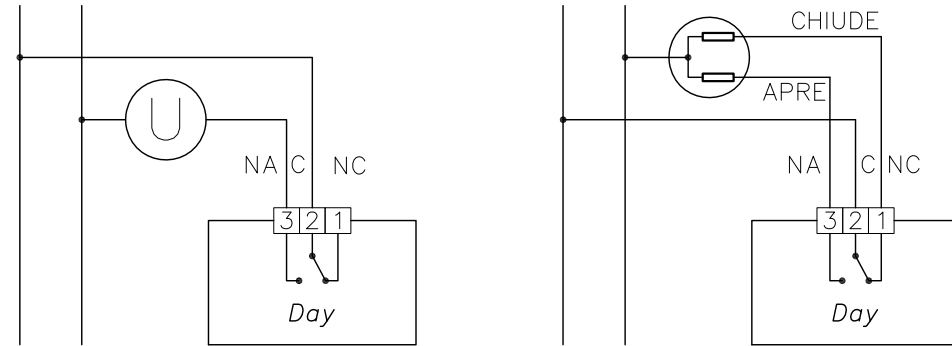 U
NA C NC
3 2 1
Day
CHIUDE
APRE
NA C NC
3 2 1
Day